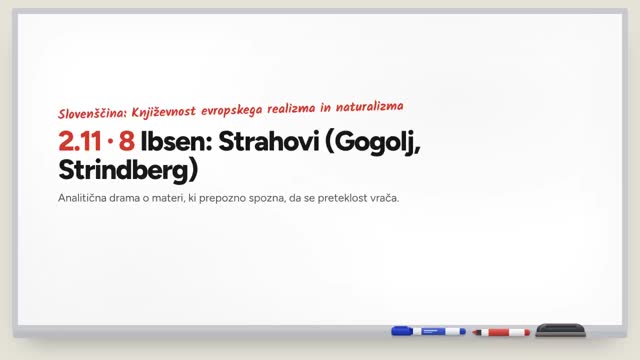 Slovenščina: Književnost evropskega realizma in naturalizma
2.11 · 8 Ibsen: Strahovi (Gogolj,
Strindberg)
Analitična drama o materi, ki prepozno spozna, da se preteklost vrača.